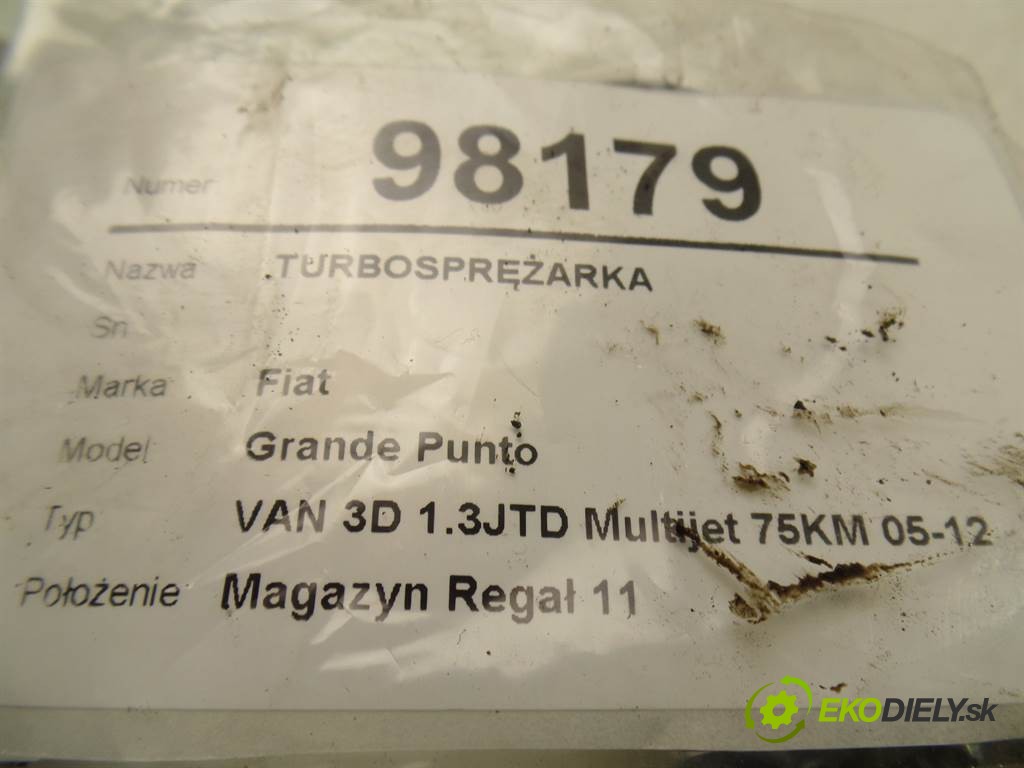 Numer 98179
Nazwa TURBOSPRĘŻARKA
Sn
Marka Fiat
Model Grande Punto
Typ VAN 3D 1.3JTD Multijet 75KM 05-12
Położenie Magazyn Regał 11
EKODIELY.sk